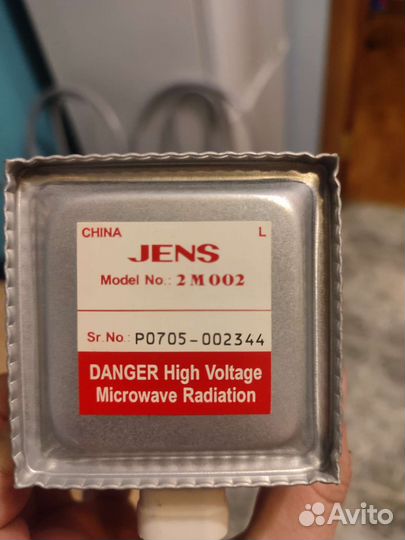 CHINA L
JENS
Model No.: 2M002
Sr.No.: P0705-002344
DANGER High Voltage
Microwave Radiation
Avito